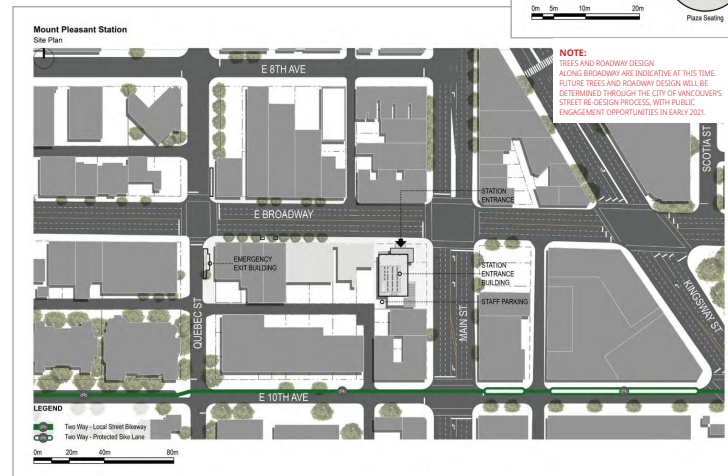 0m 5m 10m 20m
Plaza Seating
Mount Pleasant Station
Site Plan
NOTE:
TREES AND ROADWAY DESIGN
ALONG BROADWAY ARE INDICATIVE AT THIS TIME.
FUTURE TREES AND ROADWAY DESIGN WILL BE
DETERMINED THROUGH THE CITY OF VANCOUVER'S
STREET RE-DESIGN PROCESS, WITH PUBLIC
ENGAGEMENT OPPORTUNITIES IN EARLY 2021.
E 8TH AVE
SCOTIA ST
STATION
ENTRANCE
E BROADWAY
EMERGENCY
EXIT BUILDING
STATION
ENTRANCE
BUILDING
STAFF PARKING
QUEBEC ST
MAIN ST
KINGSWAY ST
E 10TH AVE
LEGEND
Two Way - Local Street Bikeway
Two Way - Protected Bike Lane
0m 20m 40m 80m